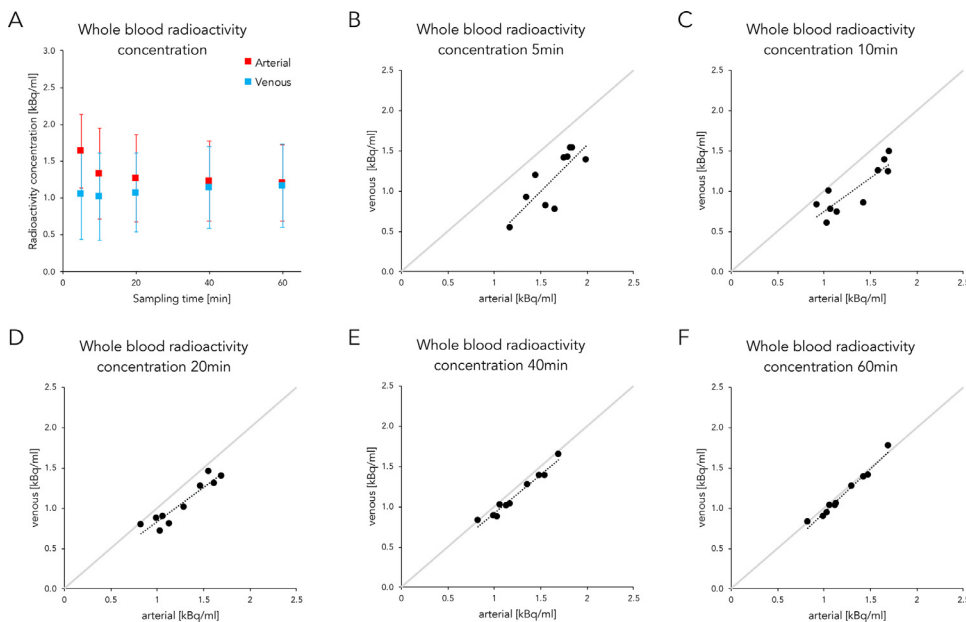 A
Whole blood radioactivity
concentration
Radioactivity concentration [kBq/ml]
3.0
2.5
2.0
1.5
1.0
0.5
0.0
Arterial
Venous
0
20
40
60
Sampling time [min]
B
Whole blood radioactivity
concentration 5min
venous [kBq/ml]
2.5
2.0
1.5
1.0
0.5
0.0
0
0.5
1
1.5
2
2.5
arterial [kBq/ml]
C
Whole blood radioactivity
concentration 10min
venous [kBq/ml]
2.5
2.0
1.5
1.0
0.5
0.0
0
0.5
1
1.5
2
2.5
arterial [kBq/ml]
D
Whole blood radioactivity
concentration 20min
venous [kBq/ml]
2.5
2.0
1.5
1.0
0.5
0.0
0
0.5
1
1.5
2
2.5
arterial [kBq/ml]
E
Whole blood radioactivity
concentration 40min
venous [kBq/ml]
2.5
2.0
1.5
1.0
0.5
0.0
0
0.5
1
1.5
2
2.5
arterial [kBq/ml]
F
Whole blood radioactivity
concentration 60min
venous [kBq/ml]
2.5
2.0
1.5
1.0
0.5
0.0
0
0.5
1
1.5
2
2.5
arterial [kBq/ml]